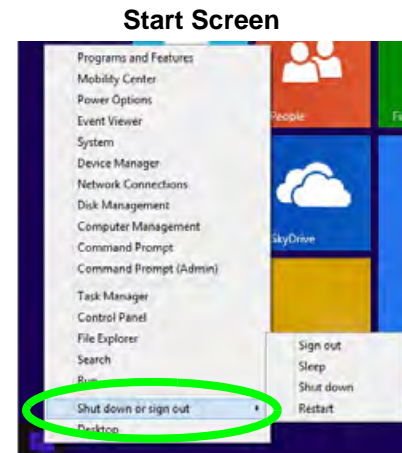 Start Screen
Programs and Features
Mobility Center
Power Options
Event Viewer
System
Device Manager
Network Connections
Disk Management
Computer Management
Command Prompt
Command Prompt (Admin)
Task Manager
Control Panel
File Explorer
Search
Run
Shut down or sign out
Desktop
Sign out
Sleep
Shut down
Restart
People
SkyDrive